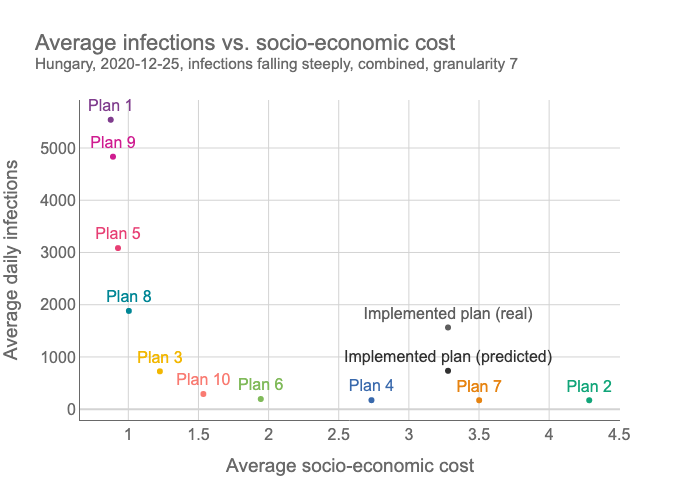 Average infections vs. socio-economic cost
Hungary, 2020-12-25, infections falling steeply, combined, granularity 7
Plan 1
Plan 9
5000
4000
Plan 5
3000
Plan 8
2000
Implemented plan (real)
Plan 3
Implemented plan (predicted)
1000
Plan 10
Plan 6
Plan 4
Plan 7
Plan 2
0
Average daily infections
1 1.5 2 2.5 3 3.5 4 4.5
Average socio-economic cost